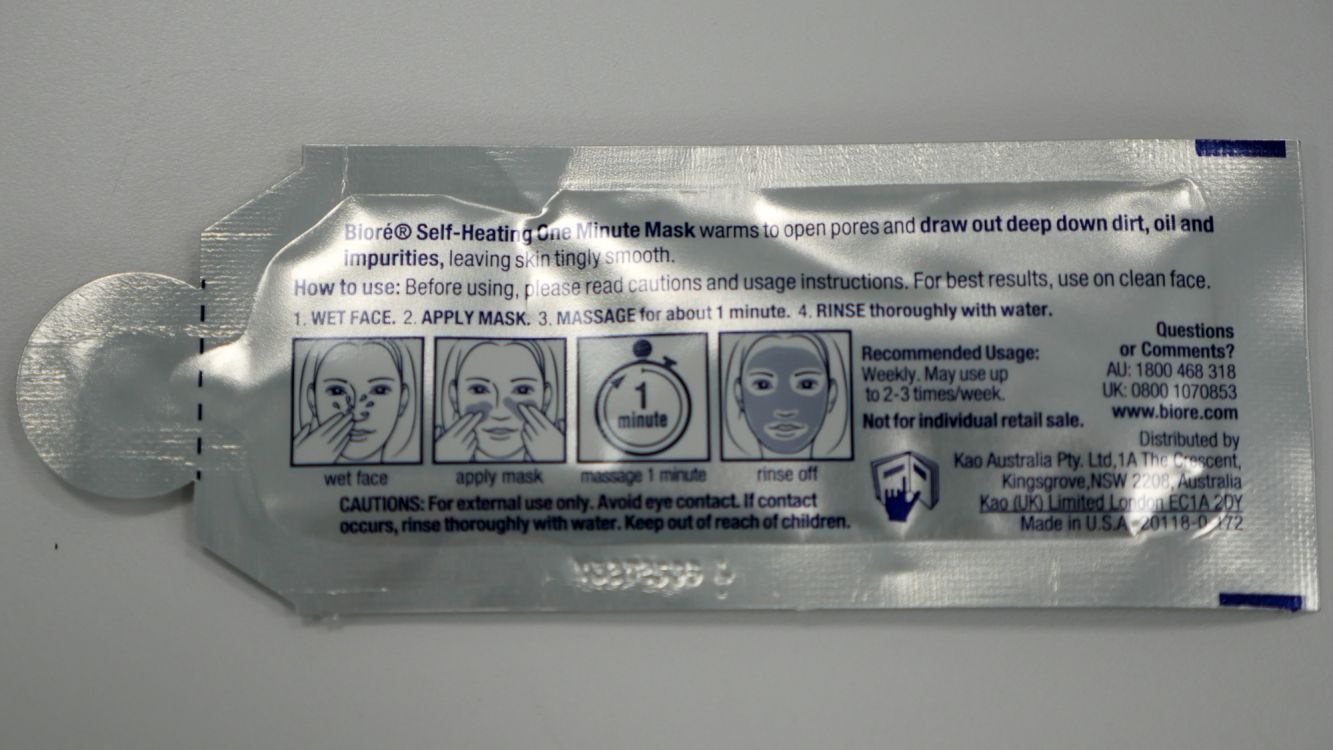 Bioré® Self-Heating One Minute Mask warms to open pores and draw out deep down dirt, oil and
impurities, leaving skin tingly smooth.
How to use: Before using, please read cautions and usage instructions. For best results, use on clean face.
1. WET FACE. 2. APPLY MASK. 3. MASSAGE for about 1 minute. 4. RINSE thoroughly with water.
1
minute
wet face
apply mask
massage 1 minute
rinse off
CAUTIONS: For external use only. Avoid eye contact. If contact
occurs, rinse thoroughly with water. Keep out of reach of children.
Recommended Usage:
Weekly. May use up
to 2-3 times/week.
Not for individual retail sale.
Questions
or Comments?
AU: 1800 468 318
UK: 0800 1070853
www.biore.com
Distributed by
Kao Australia Pty. Ltd,1A The Crescent,
Kingsgrove,NSW 2208, Australia
Kao (UK) Limited London EC1A 2DY
Made in U.S.A